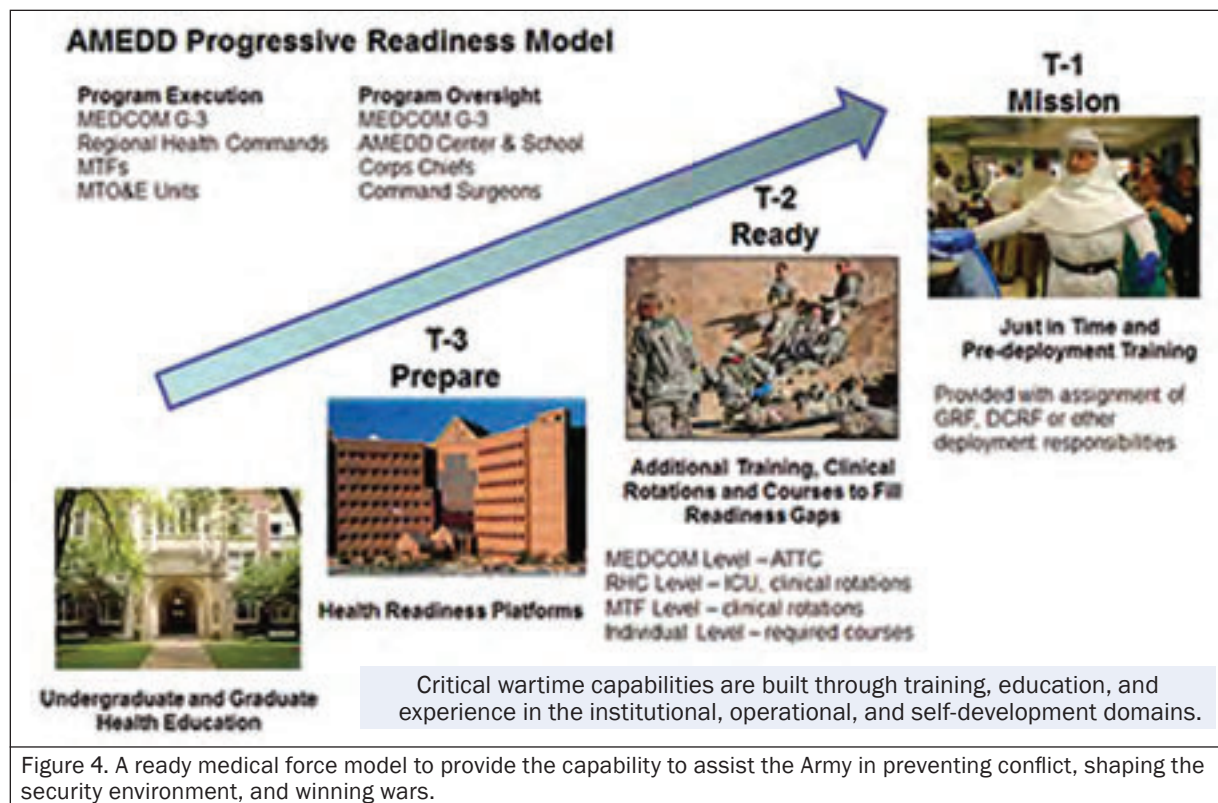 AMEDD Progressive Readiness Model
Program Execution
MEDCOM G-3
Regional Health Commands
MTFs
MTO&E Units
Program Oversight
MEDCOM G-3
AMEDD Center & School
Corps Chiefs
Command Surgeons
T-1
Mission
Just in Time and
Pre-deployment Training
Provided with assignment of
GRF, DCRF or other
deployment responsibilities
T-2
Ready
Additional Training, Clinical
Rotations and Courses to Fill
Readiness Gaps
MEDCOM Level – ATTC
RHC Level – ICU, clinical rotations
MTF Level – clinical rotations
Individual Level – required courses
T-3
Prepare
Health Readiness Platforms
Undergraduate and Graduate
Health Education
Critical wartime capabilities are built through training, education, and
experience in the institutional, operational, and self-development domains.
Figure 4. A ready medical force model to provide the capability to assist the Army in preventing conflict, shaping the
security environment, and winning wars.